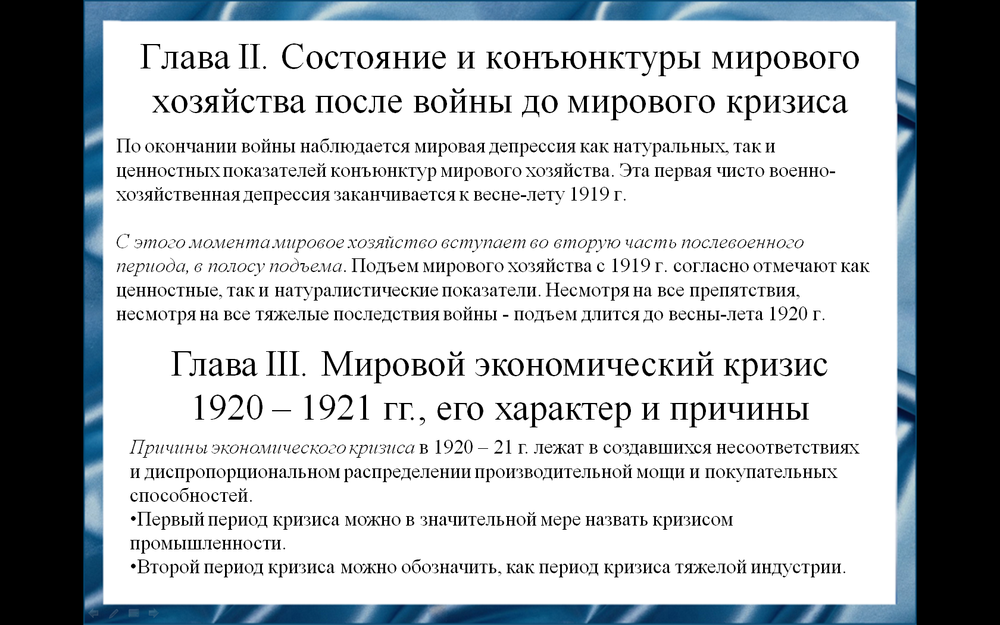 Глава II. Состояние и конъюнктуры мирового
хозяйства после войны до мирового кризиса
По окончании войны наблюдается мировая депрессия как натуральных, так и
ценностных показателей конъюнктур мирового хозяйства. Эта первая чисто военно-
хозяйственная депрессия заканчивается к весне-лету 1919 г.
С этого момента мировое хозяйство вступает во вторую часть послевоенного
периода, в полосу подъема. Подъем мирового хозяйства с 1919 г. согласно отмечают как
ценностные, так и натуралистические показатели. Несмотря на все препятствия,
несмотря на все тяжелые последствия войны - подъем длится до весны-лета 1920 г.
Глава III. Мировой экономический кризис
1920 – 1921 гг., его характер и причины
Причины экономического кризиса в 1920 – 21 г. лежат в создавшихся несоответствиях
и диспропорциональном распределении производительной мощи и покупательных
способностей.
•Первый период кризиса можно в значительной мере назвать кризисом
промышленности.
•Второй период кризиса можно обозначить, как период кризиса тяжелой индустрии.